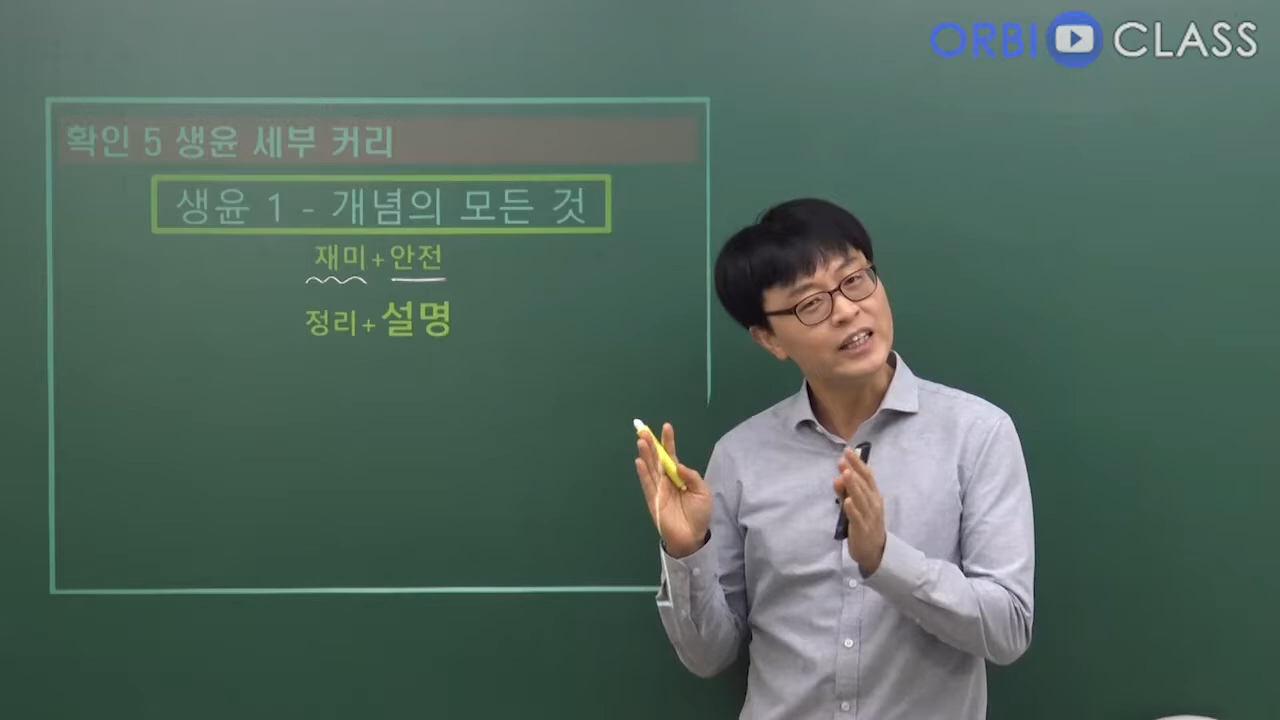 ORBI CLASS
확인 5 생윤 세부 커리
생윤 1 - 개념의 모든 것
재미+안전
정리+설명